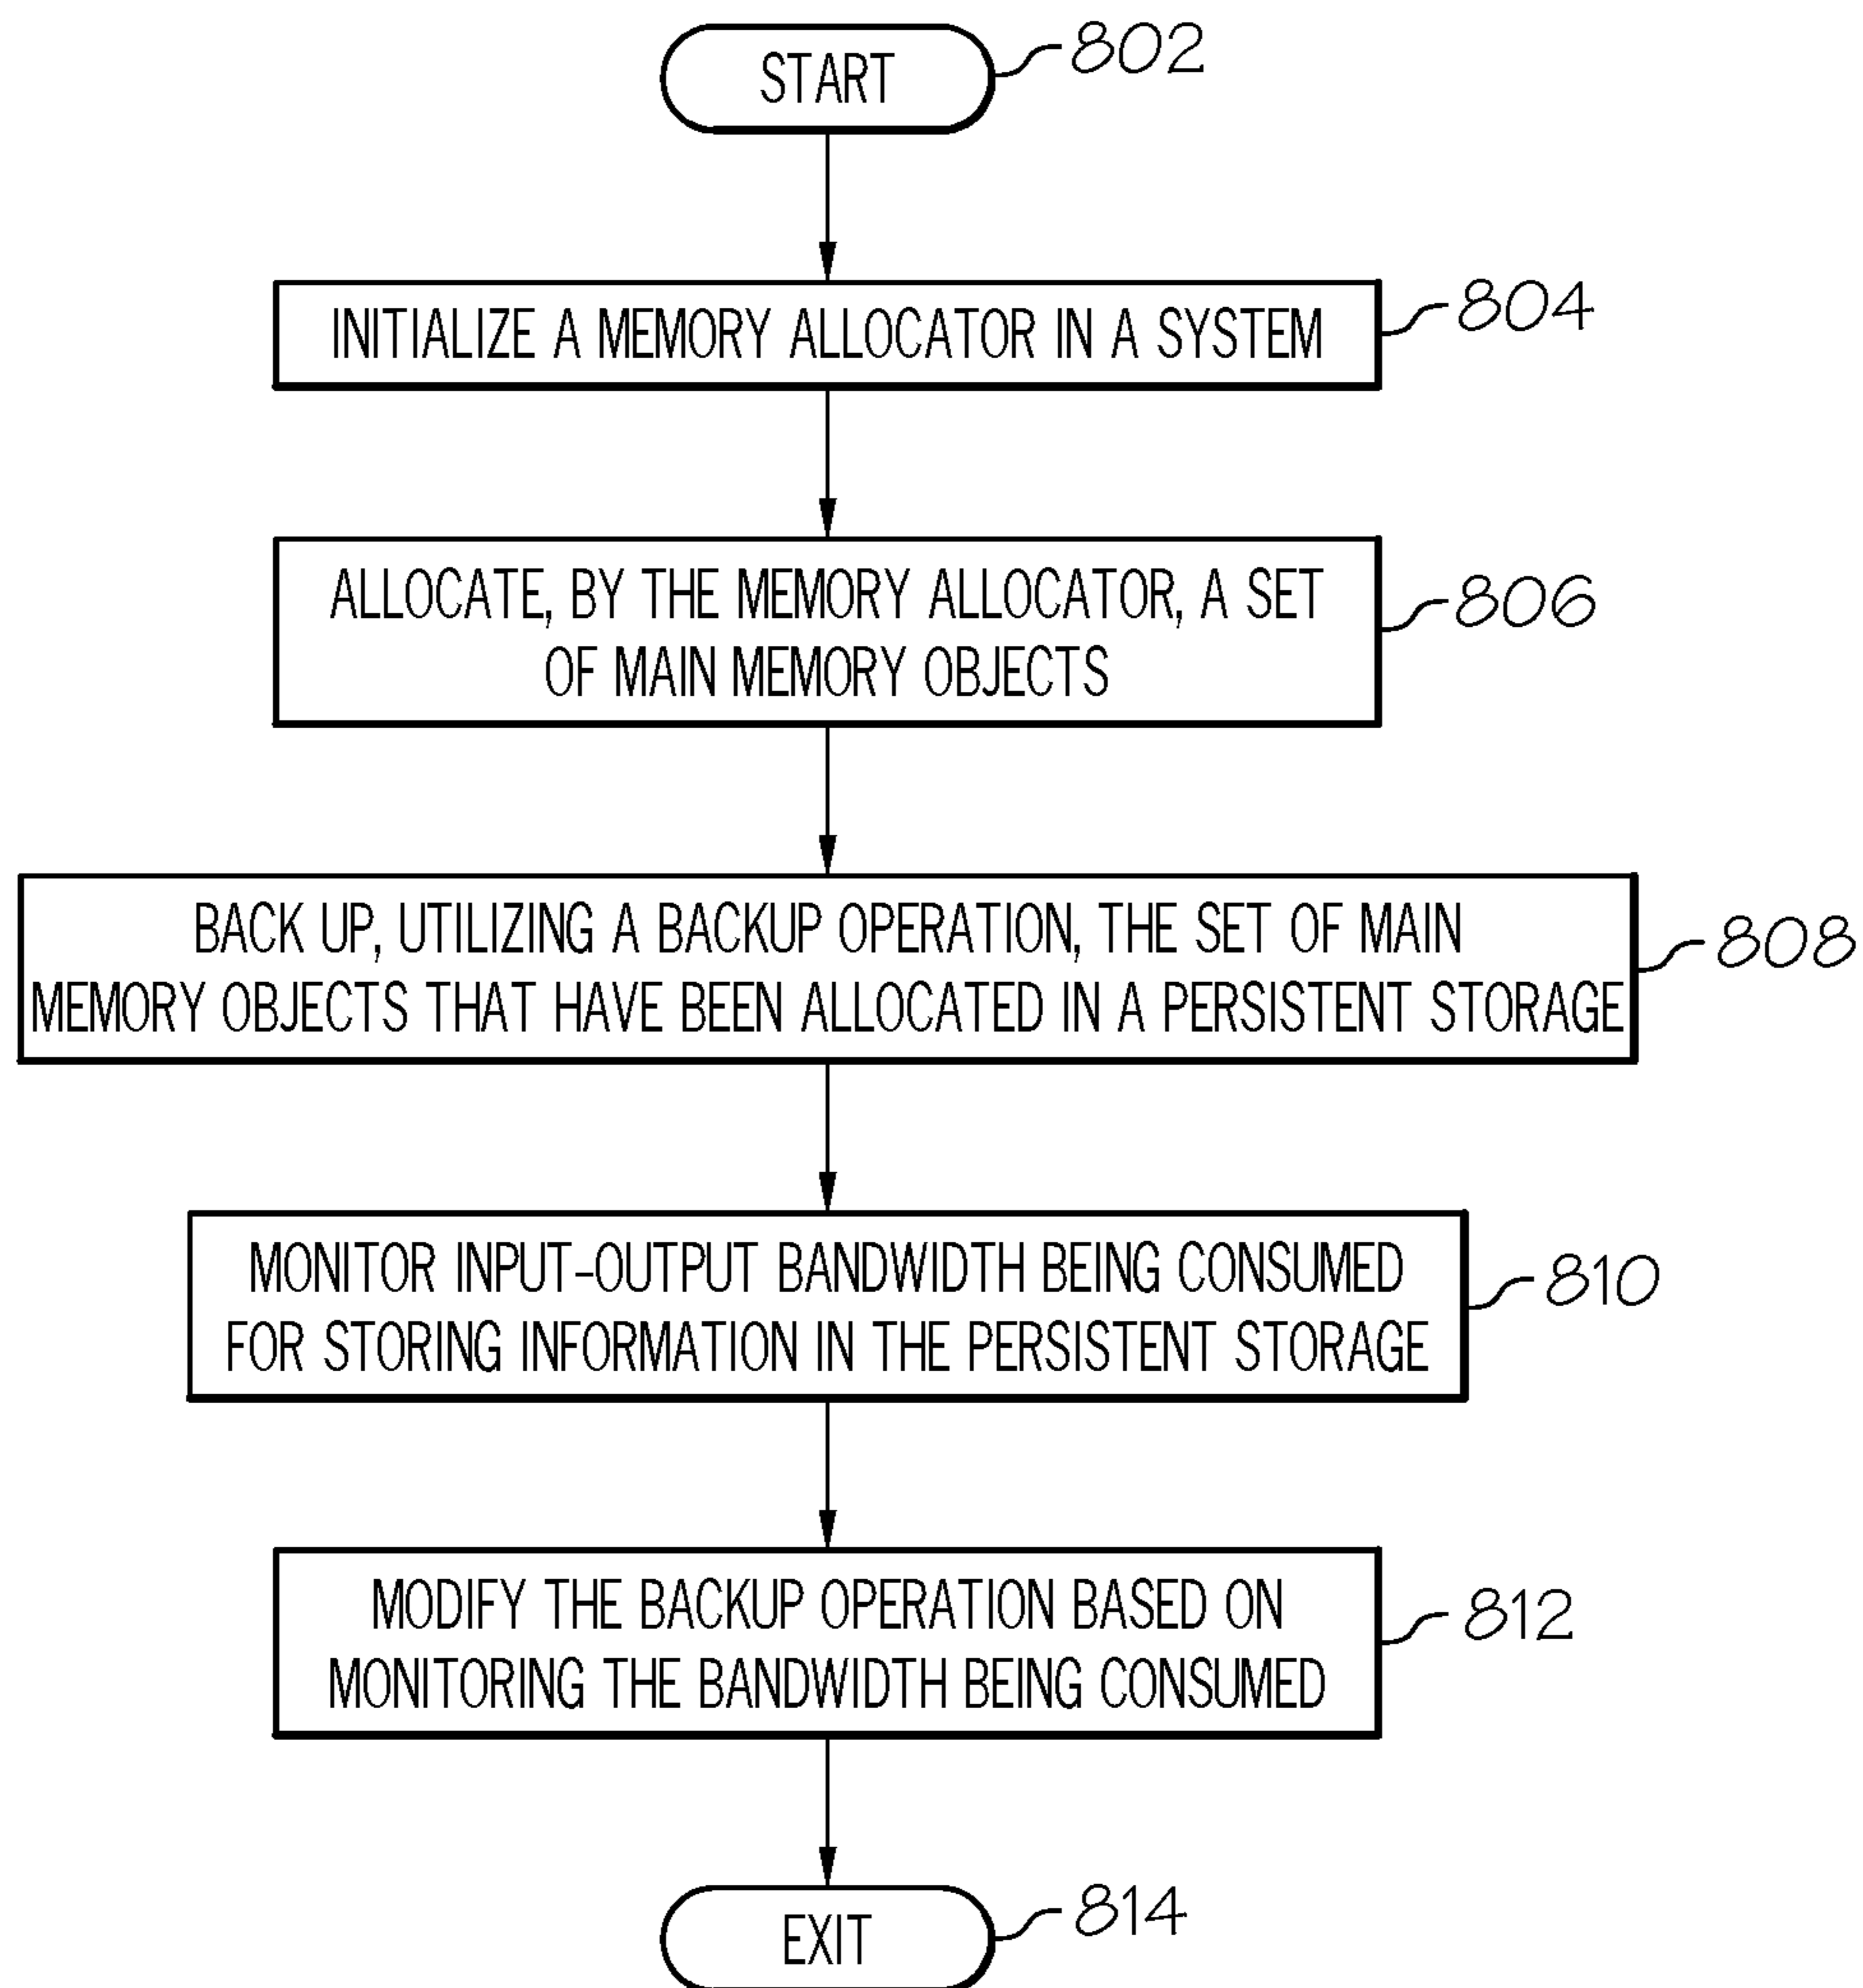 START
802
INITIALIZE A MEMORY ALLOCATOR IN A SYSTEM
804
ALLOCATE, BY THE MEMORY ALLOCATOR, A SET
OF MAIN MEMORY OBJECTS
806
BACK UP, UTILIZING A BACKUP OPERATION, THE SET OF MAIN
MEMORY OBJECTS THAT HAVE BEEN ALLOCATED IN A PERSISTENT STORAGE
808
MONITOR INPUT-OUTPUT BANDWIDTH BEING CONSUMED
FOR STORING INFORMATION IN THE PERSISTENT STORAGE
810
MODIFY THE BACKUP OPERATION BASED ON
MONITORING THE BANDWIDTH BEING CONSUMED
812
EXIT
814